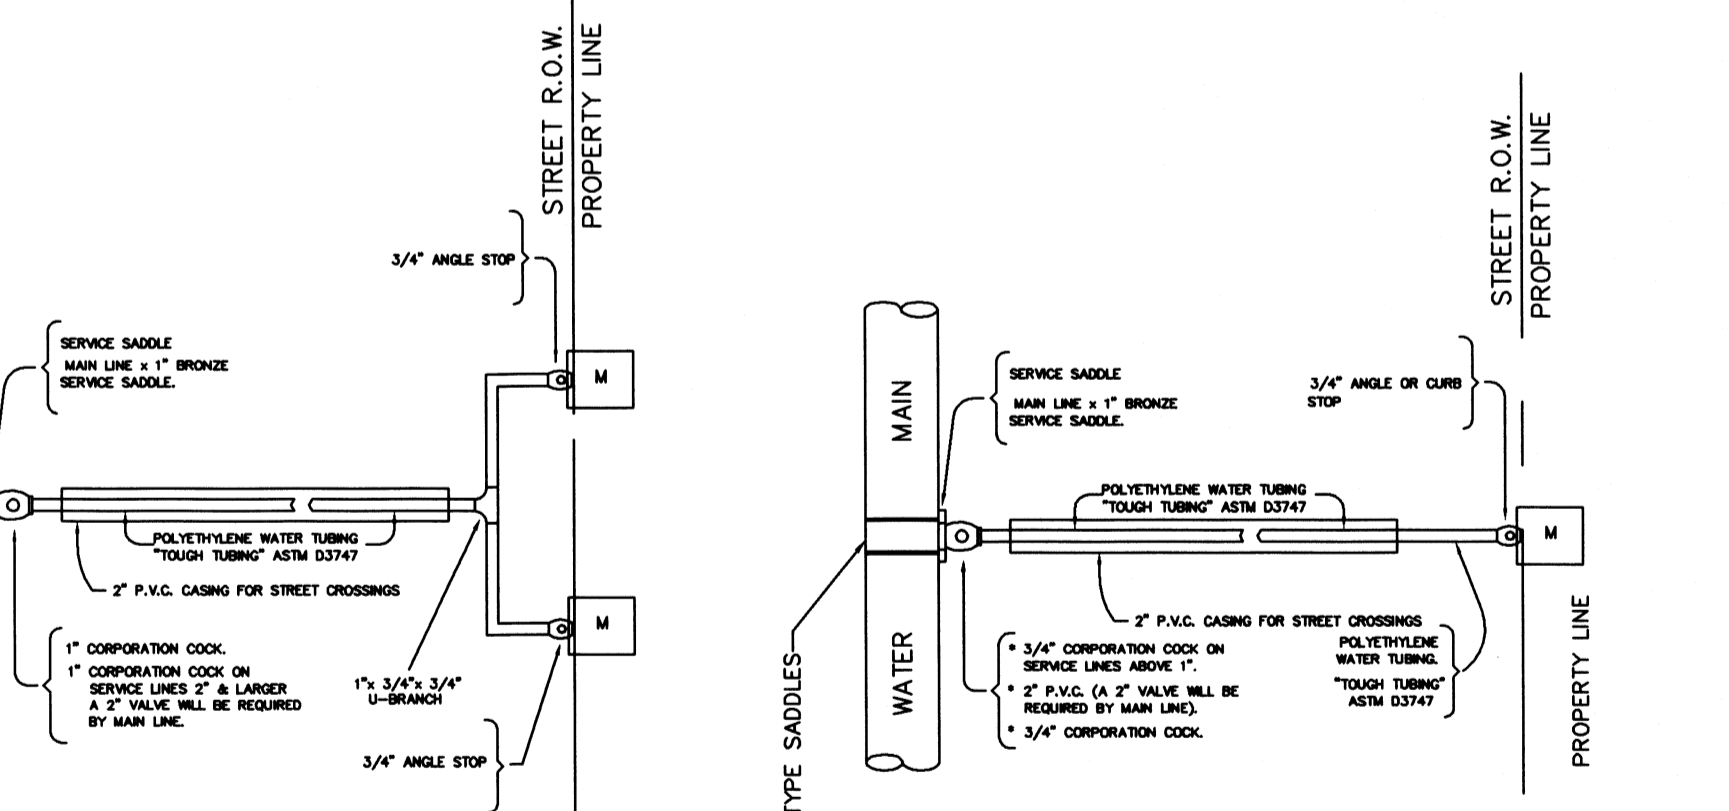 STREET R.O.W.
PROPERTY LINE
3/4" ANGLE STOP
SERVICE SADDLE
MAIN LINE x 1" BRONZE
SERVICE SADDLE.
M
POLYETHYLENE WATER TUBING
"TOUGH TUBING" ASTM D3747
2" P.V.C. CASING FOR STREET CROSSINGS
M
1" CORPORATION COCK.
1" CORPORATION COCK ON
SERVICE LINES 2" & LARGER
A 2" VALVE WILL BE REQUIRED
BY MAIN LINE.
1"x 3/4"x 3/4"
U-BRANCH
3/4" ANGLE STOP
STREET R.O.W.
PROPERTY LINE
MAIN
WATER
TYPE SADDLES
SERVICE SADDLE
MAIN LINE x 1" BRONZE
SERVICE SADDLE.
3/4" ANGLE OR CURB
STOP
POLYETHYLENE WATER TUBING
"TOUGH TUBING" ASTM D3747
M
2" P.V.C. CASING FOR STREET CROSSINGS
* 3/4" CORPORATION COCK ON
SERVICE LINES ABOVE 1".
* 2" P.V.C. (A 2" VALVE WILL BE
REQUIRED BY MAIN LINE).
* 3/4" CORPORATION COCK.
POLYETHYLENE
WATER TUBING.
"TOUGH TUBING"
ASTM D3747
PROPERTY LINE